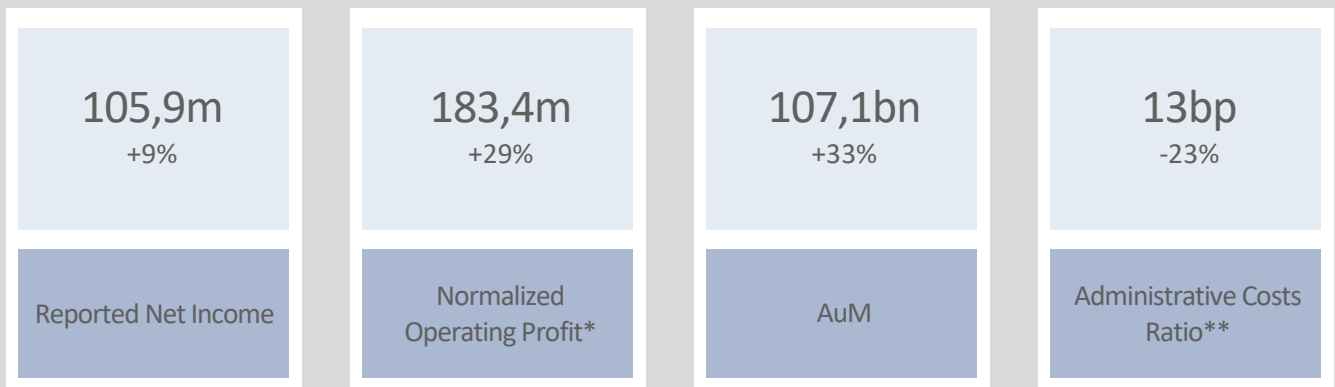 105,9m
+9%
Reported Net Income
183,4m
+29%
Normalized
Operating Profit*
107,1bn
+33%
AuM
13bp
-23%
Administrative Costs
Ratio**